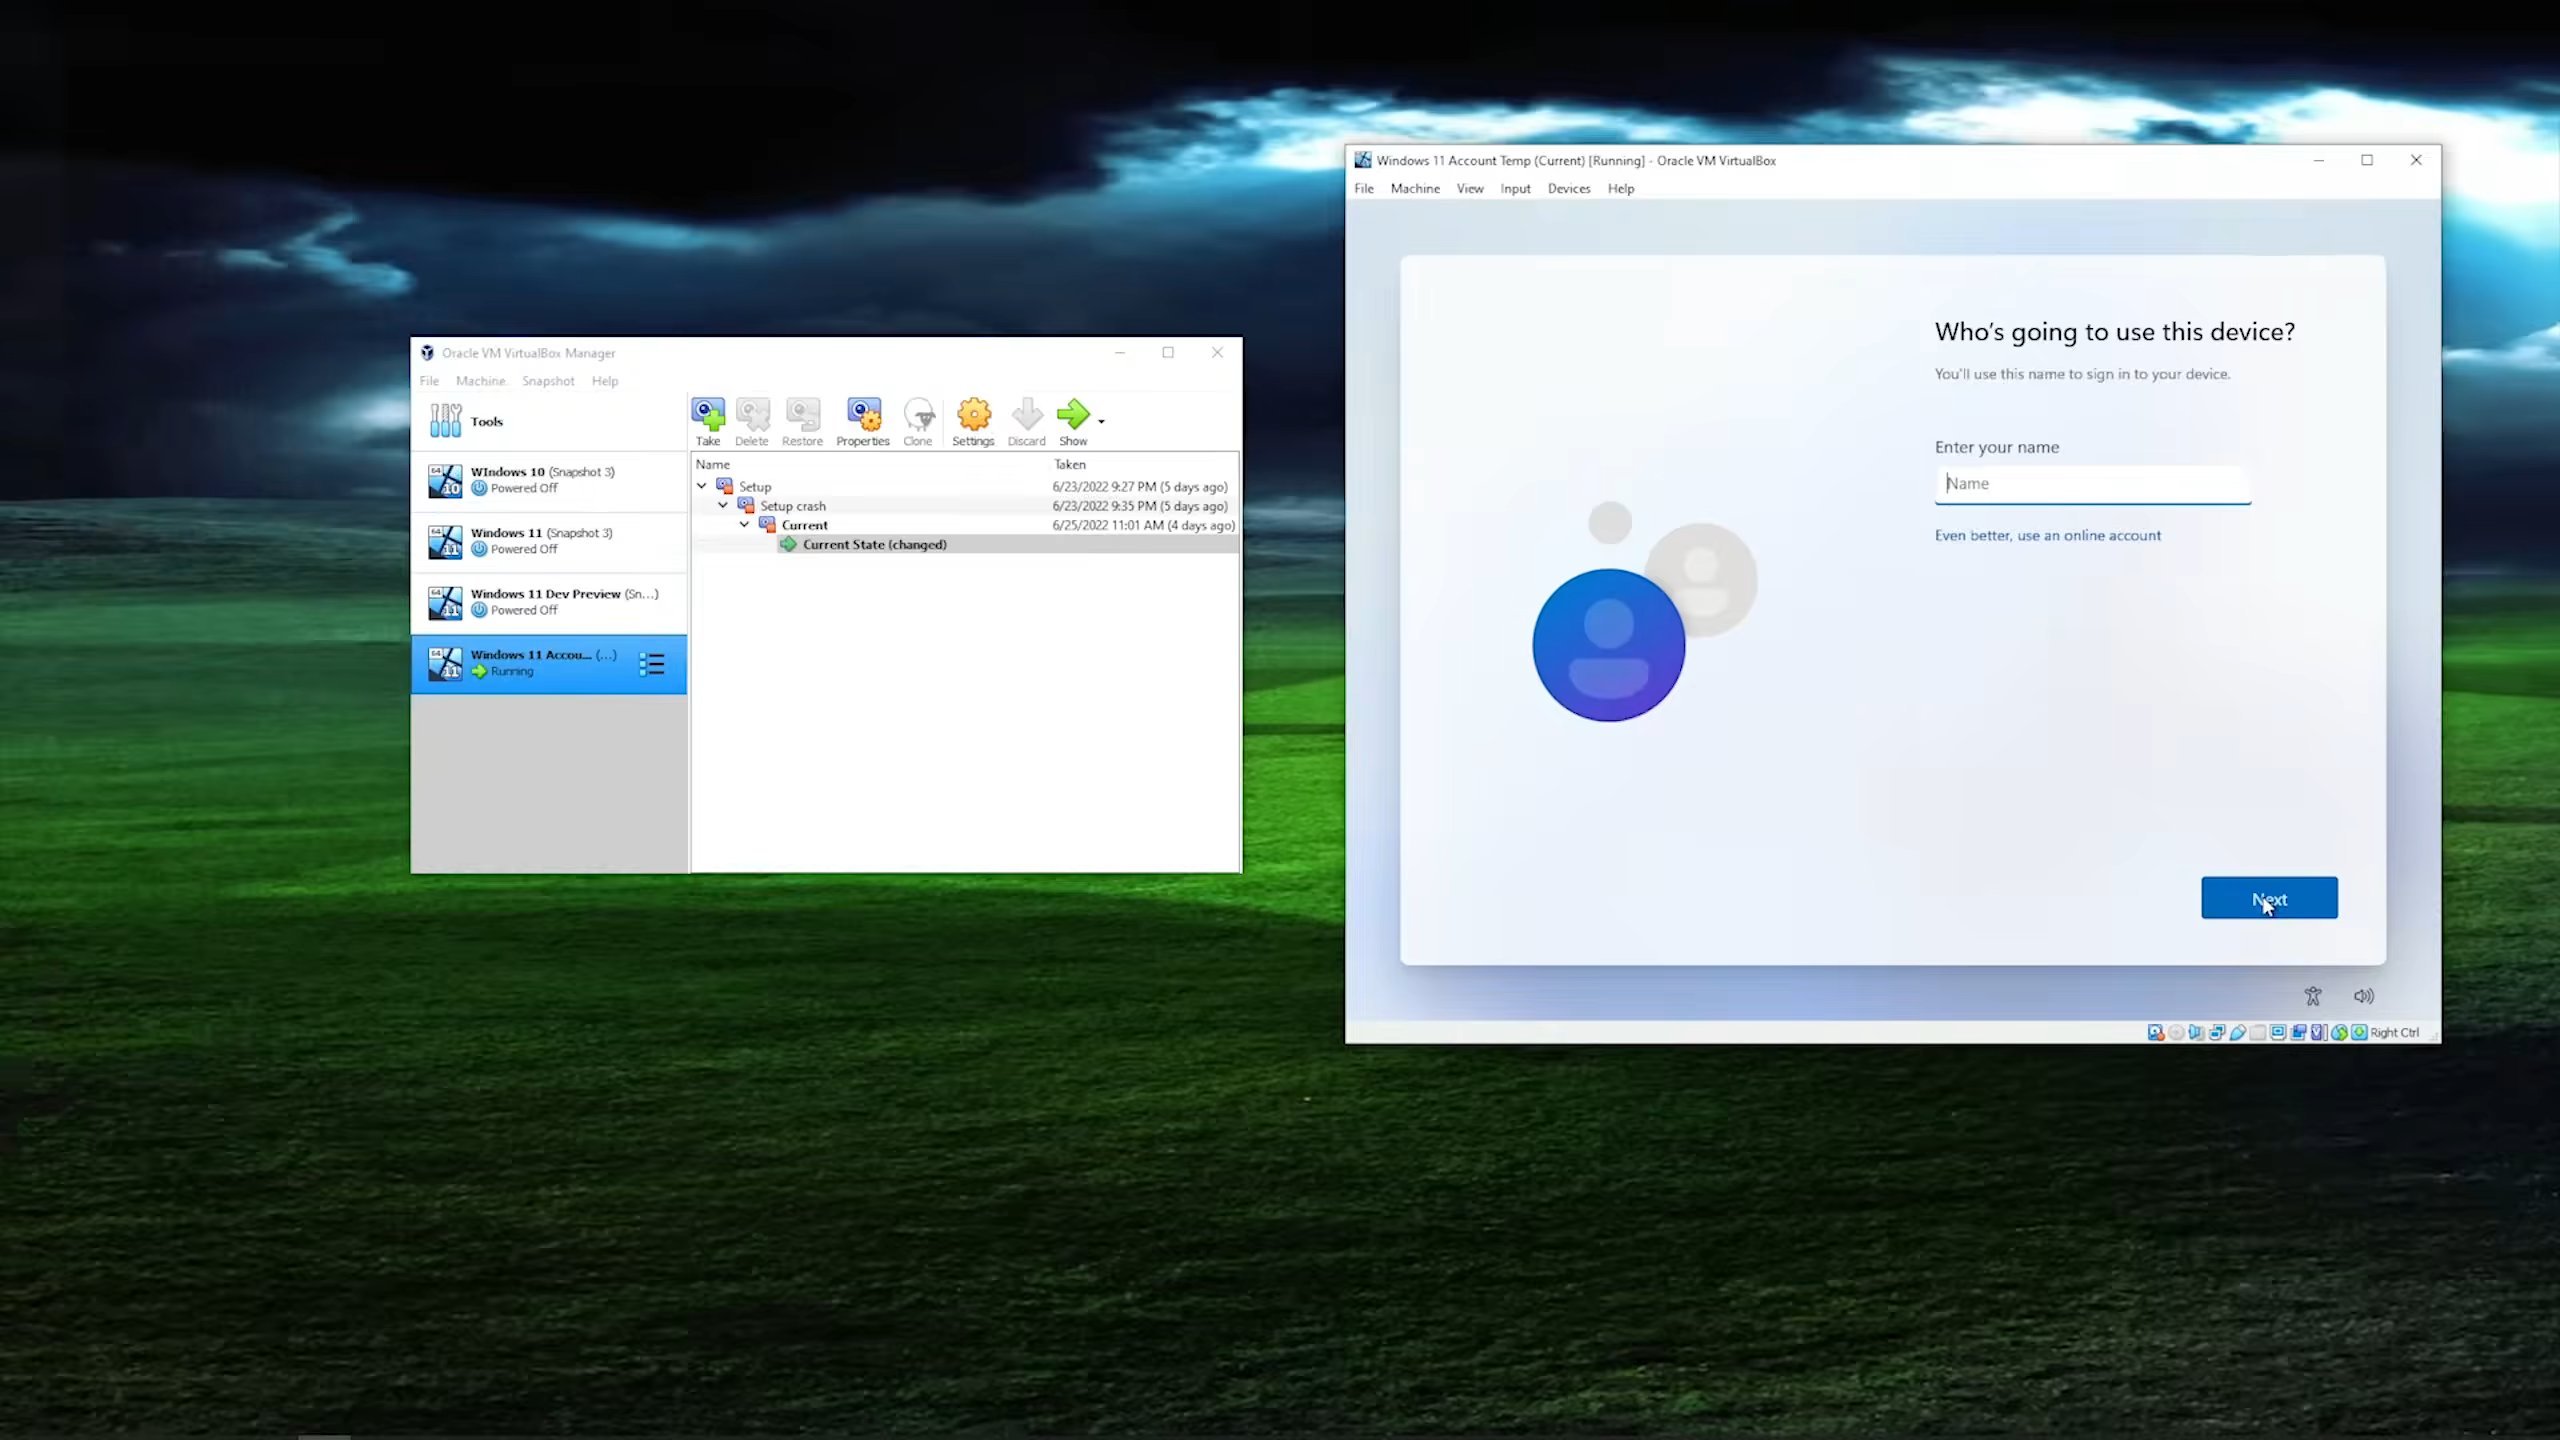 Oracle VM VirtualBox Manager
File Machine Snapshot Help
Tools
Take Delete Restore Properties Clone Settings Discard Show
WIndows 10 (Snapshot 3)
Powered Off
Windows 11 (Snapshot 3)
Powered Off
Windows 11 Dev Preview (Sn...)
Powered Off
Windows 11 Accou... (...)
Running
Name Taken
Setup 6/23/2022 9:27 PM (5 days ago)
Setup crash 6/23/2022 9:35 PM (5 days ago)
Current 6/25/2022 11:01 AM (4 days ago)
Current State (changed)
Windows 11 Account Temp (Current) [Running] - Oracle VM VirtualBox
File Machine View Input Devices Help
Who's going to use this device?
You'll use this name to sign in to your device.
Enter your name
Name
Even better, use an online account
Next
Right Ctrl